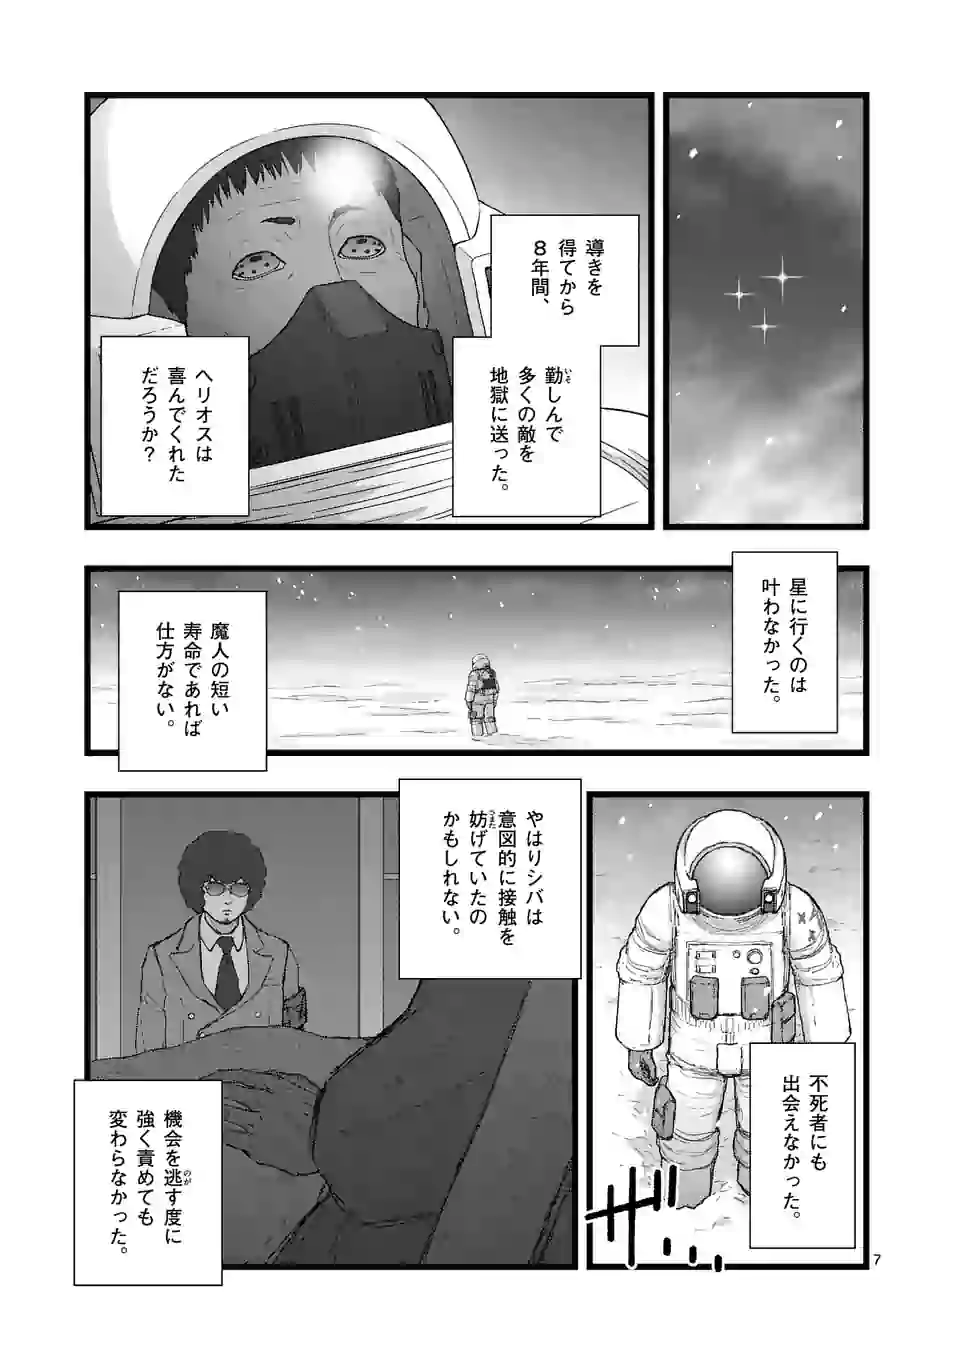 導きを
得てから
８年間、
勤しんで
いそ
多くの敵を
地獄に送った。
ヘリオスは
喜んでくれた
だろうか？
星に行くのは
叶わなかった。
魔人の短い
寿命であれば
仕方がない。
不死者にも
出会えなかった。
ザッ…
やはりシバは
意図的に接触を
妨げていたの
かもしれない。
機会を逃す度に
のが
強く責めても
変わらなかった。
7